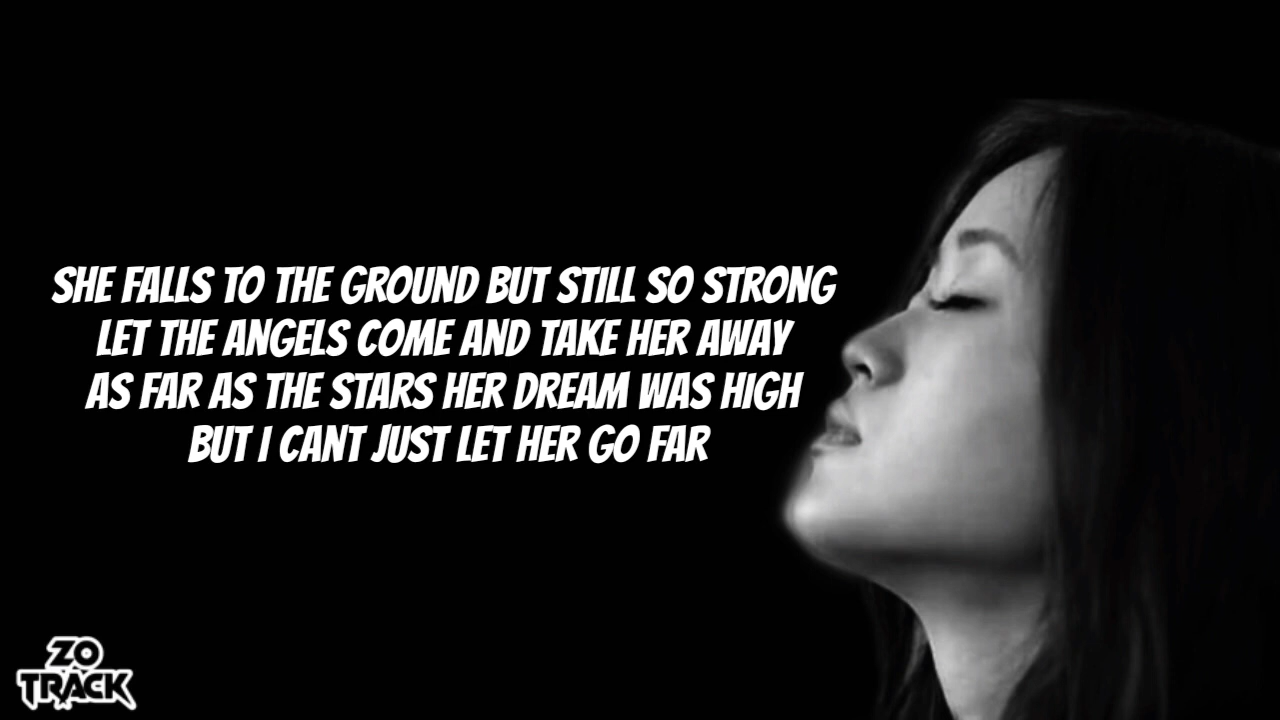 SHE FALLS TO THE GROUND BUT STILL SO STRONG
LET THE ANGELS COME AND TAKE HER AWAY
AS FAR AS THE STARS HER DREAM WAS HIGH
BUT I CANT JUST LET HER GO FAR
ZO
TRACK